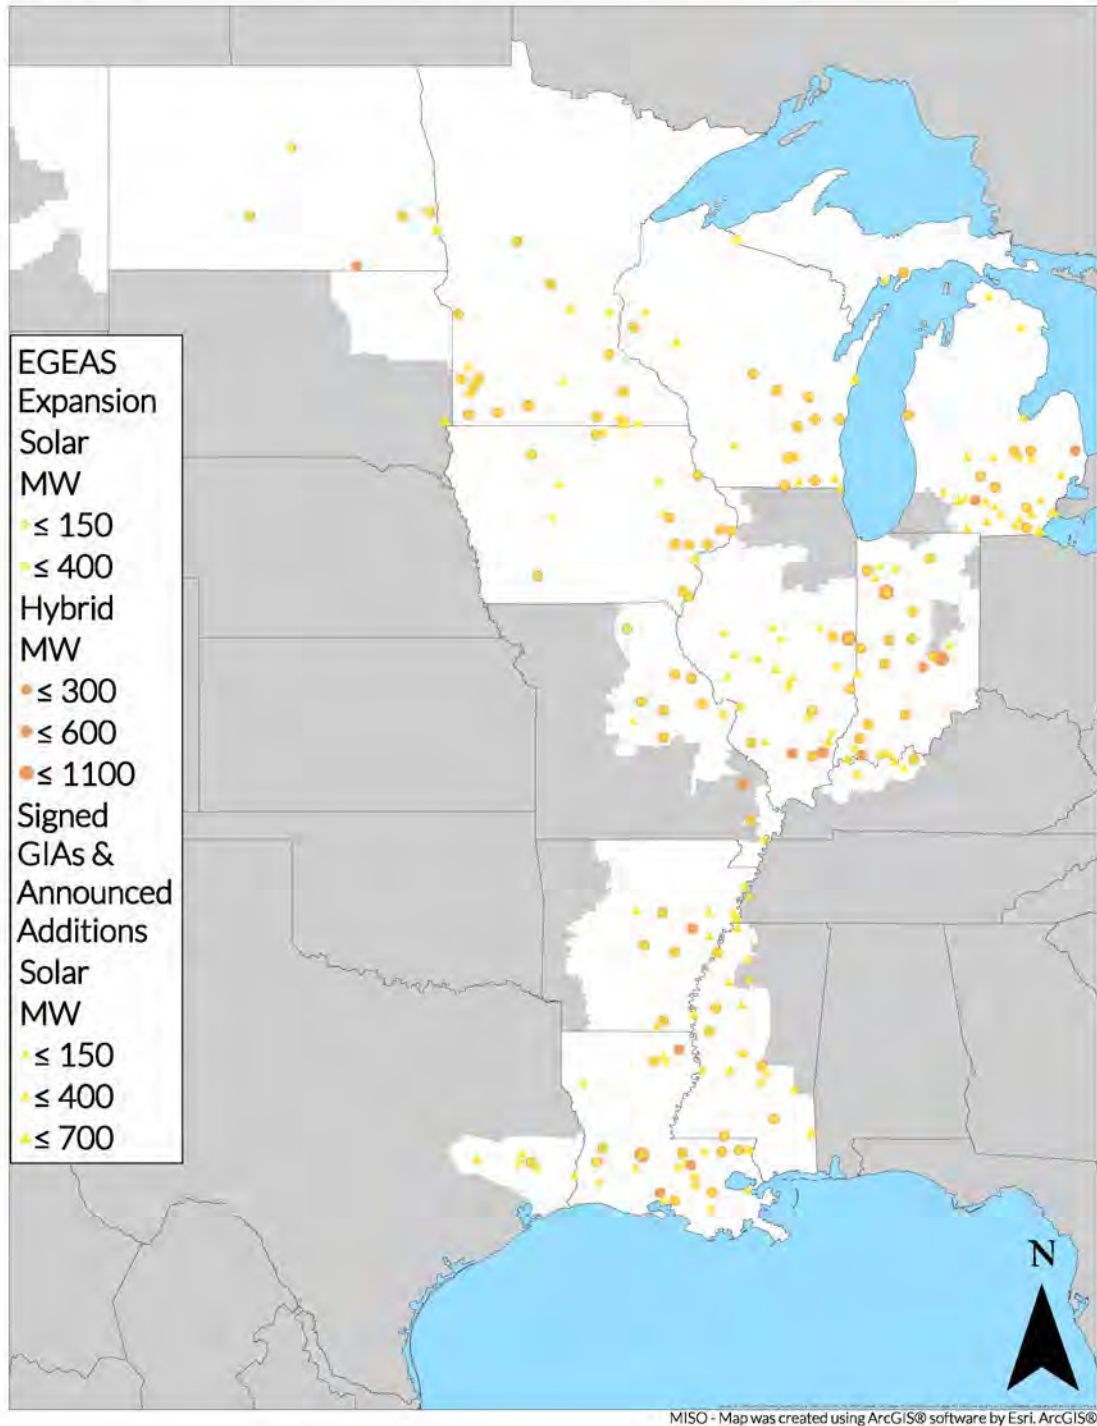 EGEAS
Expansion
Solar
MW
≤ 150
≤ 400
Hybrid
MW
≤ 300
≤ 600
≤ 1100
Signed
GIAs &
Announced
Additions
Solar
MW
≤ 150
≤ 400
≤ 700
N
MISO - Map was created using ArcGIS® software by Esri. ArcGIS®